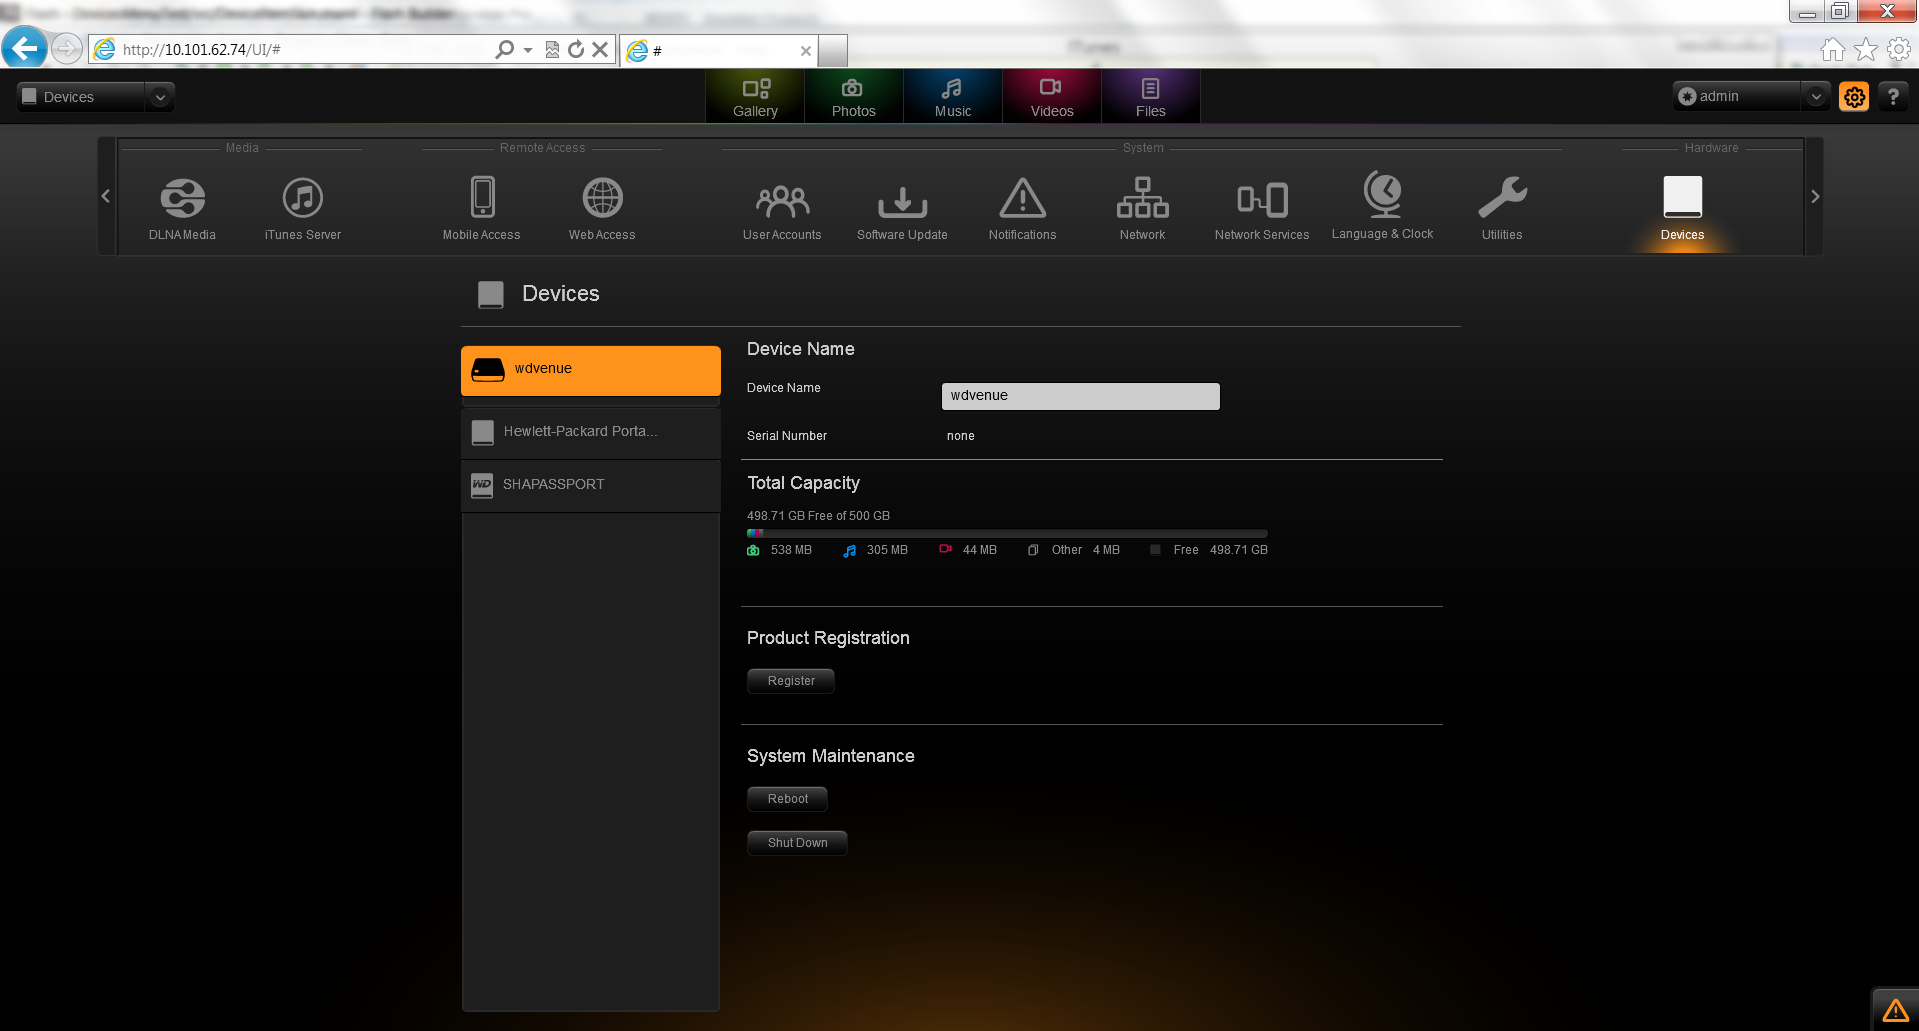 http://10.101.62.74/UI/#
#
Devices
Gallery
Photos
Music
Videos
Files
admin
?
Media
Remote Access
System
Hardware
DLNA Media
iTunes Server
Mobile Access
Web Access
User Accounts
Software Update
Notifications
Network
Network Services
Language & Clock
Utilities
Devices
Devices
wdvenue
Hewlett-Packard Porta...
WD SHAPASSPORT
Device Name
Device Name wdvenue
Serial Number none
Total Capacity
498.71 GB Free of 500 GB
538 MB 305 MB 44 MB Other 4 MB Free 498.71 GB
Product Registration
Register
System Maintenance
Reboot
Shut Down